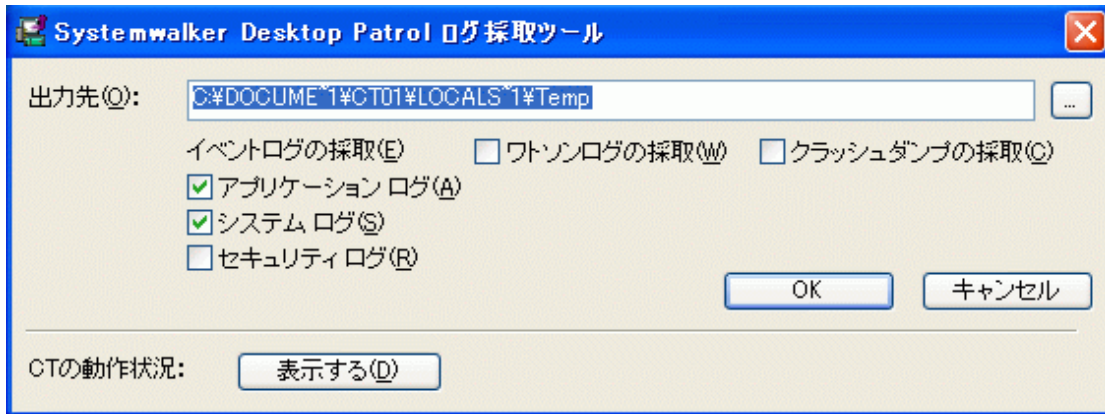 Systemwalker Desktop Patrol ログ採取ツール
出力先(O): C:¥DOCUME~1¥CT01¥LOCALS~1¥Temp ...
イベントログの採取(E) ワトソンログの採取(W) クラッシュダンプの採取(C)
アプリケーション ログ(A)
システム ログ(S)
セキュリティ ログ(R)
OK キャンセル
CTの動作状況: 表示する(D)